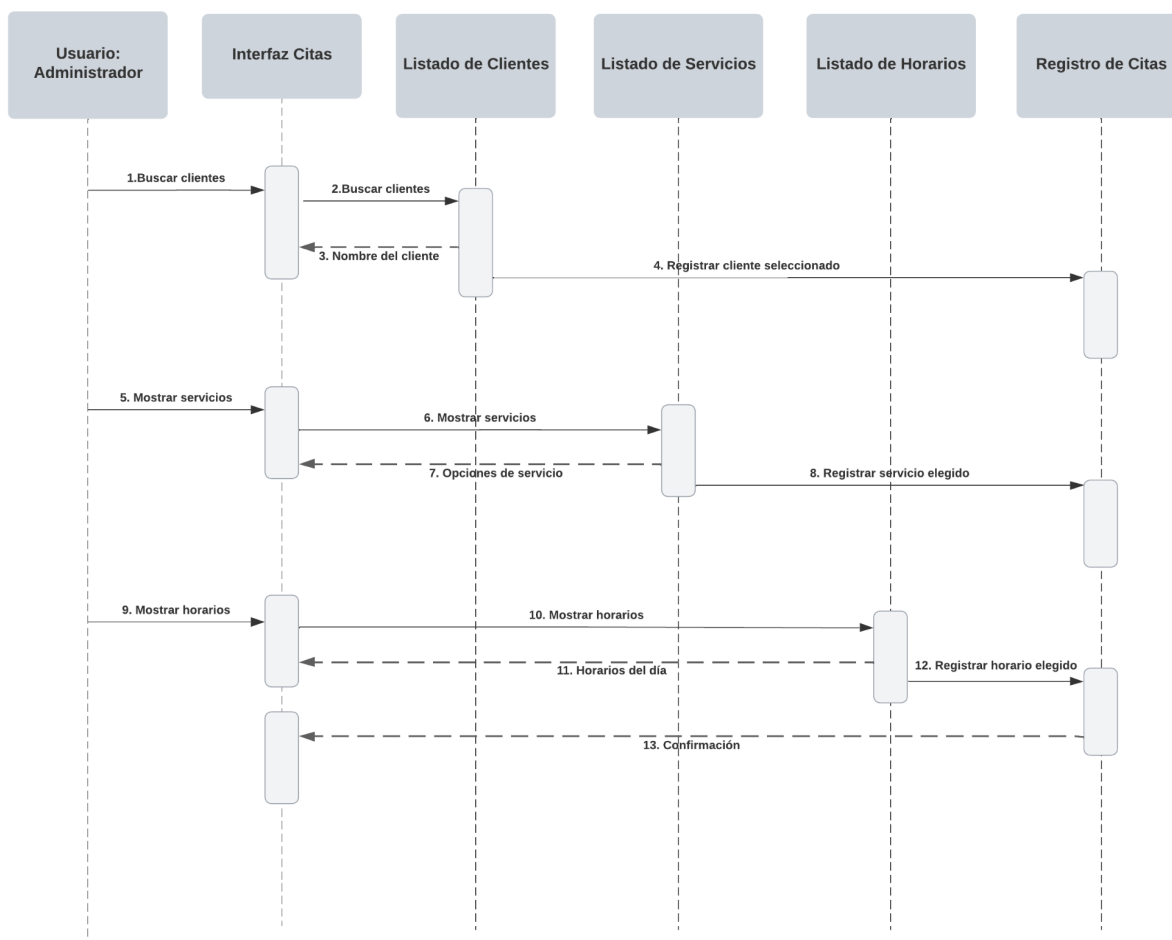 Usuario:
Administrador
Interfaz Citas
Listado de Clientes
Listado de Servicios
Listado de Horarios
Registro de Citas
1.Buscar clientes
2.Buscar clientes
3. Nombre del cliente
4. Registrar cliente seleccionado
5. Mostrar servicios
6. Mostrar servicios
7. Opciones de servicio
8. Registrar servicio elegido
9. Mostrar horarios
10. Mostrar horarios
11. Horarios del día
12. Registrar horario elegido
13. Confirmación